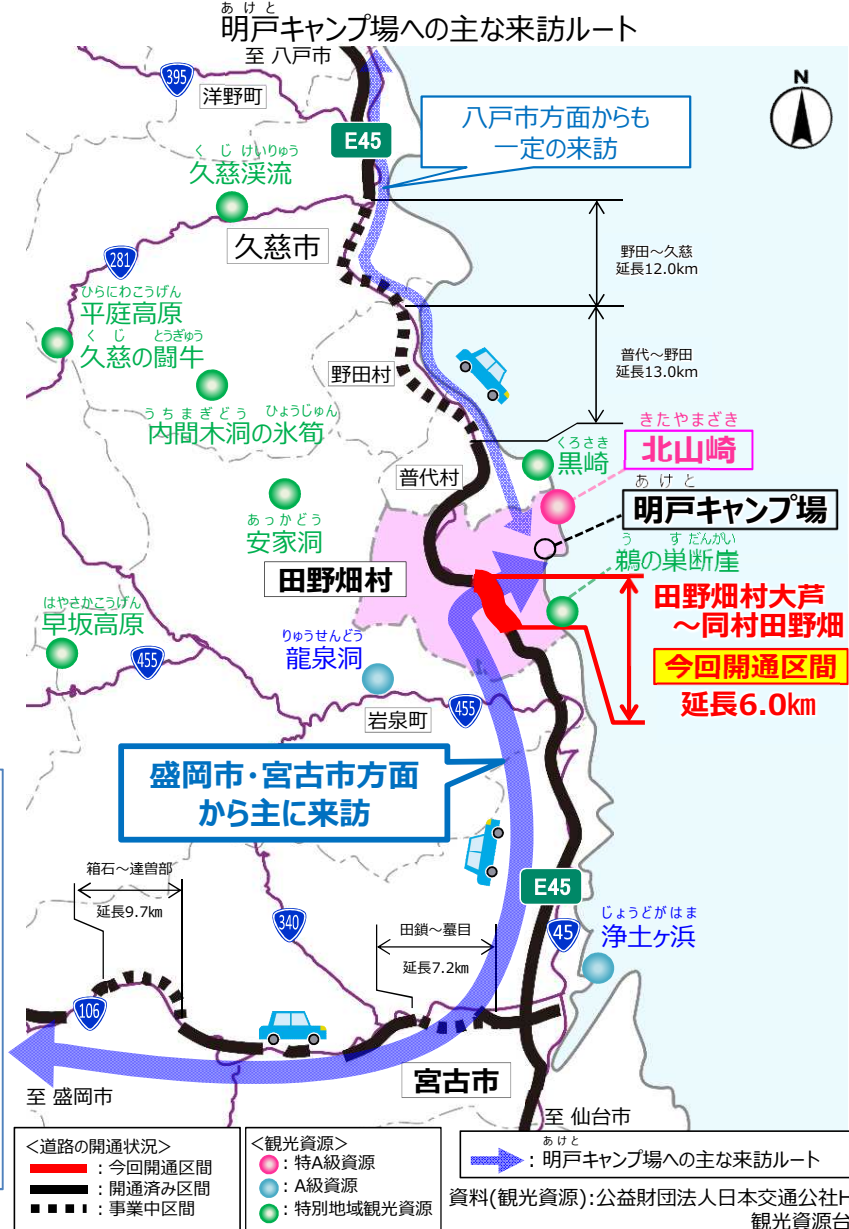 あけと
明戸キャンプ場への主な来訪ルート
至 八戸市
N
395
洋野町
E45
八戸市方面からも
一定の来訪
くじけいりゅう
久慈渓流
久慈市
281
野田～久慈
延長12.0km
ひらにわこうげん
平庭高原
くじ とうぎゅう
久慈の闘牛
普代～野田
延長13.0km
野田村
うちまぎどう ひょうじゅん
内間木洞の氷筍
きたやまざき
北山崎
くろさき
黒崎
普代村
あけと
明戸キャンプ場
あっかどう
安家洞
う すだんがい
鵜の巣断崖
田野畑村
田野畑村大芦
～同村田野畑
今回開通区間
延長6.0㎞
はやさかこうげん
早坂高原
455
りゅうせんどう
龍泉洞
岩泉町
455
盛岡市・宮古市方面
から主に来訪
箱石～達曽部
延長9.7km
E45
340
田鎖～蟇目
延長7.2km
45
じょうどがはま
浄土ヶ浜
106
宮古市
至 盛岡市
至 仙台市
＜道路の開通状況＞
：今回開通区間
：開通済み区間
：事業中区間
＜観光資源＞
：特A級資源
：A級資源
：特別地域観光資源
あけと
：明戸キャンプ場への主な来訪ルート
資料(観光資源)：公益財団法人日本交通公社H
観光資源台